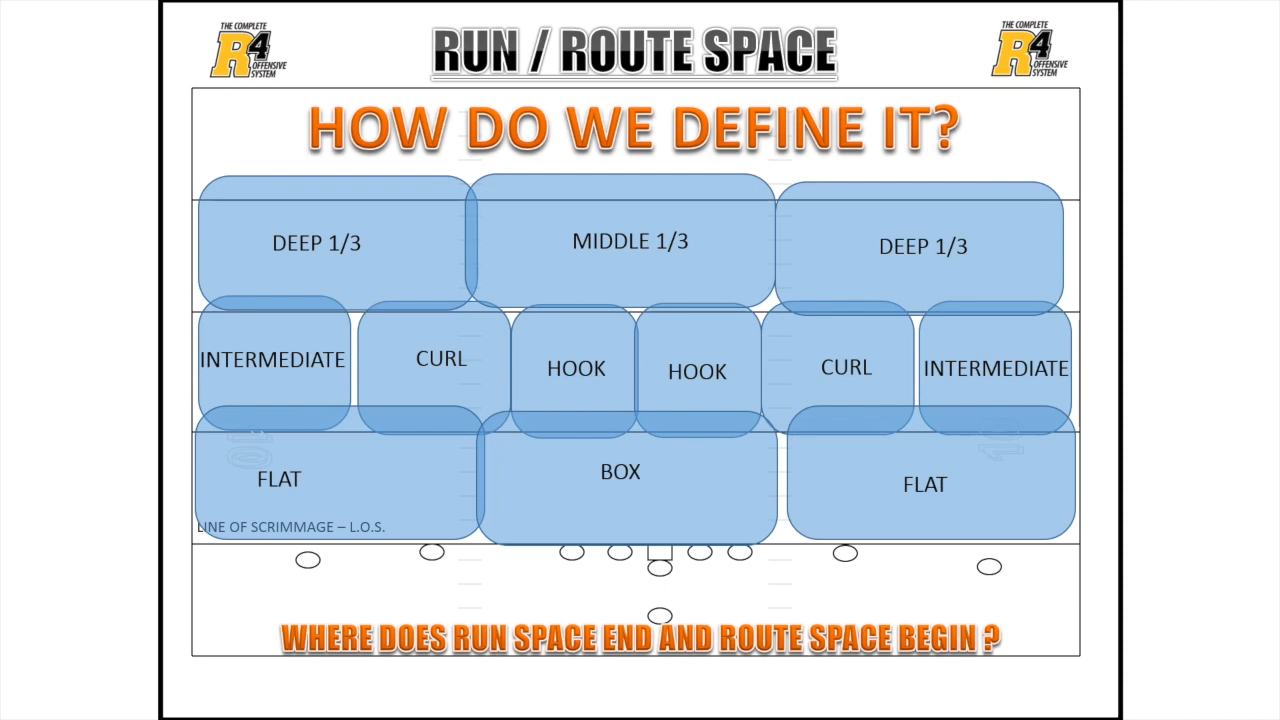 THE COMPLETE
R4
OFFENSIVE
SYSTEM
RUN / ROUTE SPACE
THE COMPLETE
R4
OFFENSIVE
SYSTEM
HOW DO WE DEFINE IT?
DEEP 1/3
MIDDLE 1/3
DEEP 1/3
INTERMEDIATE
CURL
HOOK
HOOK
CURL
INTERMEDIATE
10
10
FLAT
BOX
FLAT
LINE OF SCRIMMAGE – L.O.S.
WHERE DOES RUN SPACE END AND ROUTE SPACE BEGIN ?